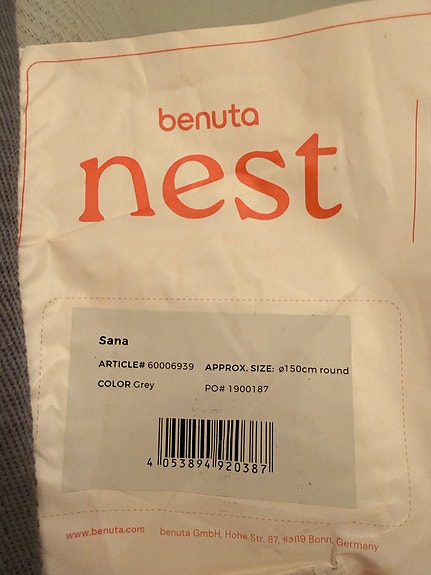 benuta
nest
Sana
ARTICLE# 60006939 APPROX. SIZE: ø150cm round
COLOR Grey PO# 1900187
4 053894 920387
www.benuta.com benuta GmbH, Hohe Str. 87, 53119 Bonn, Germany